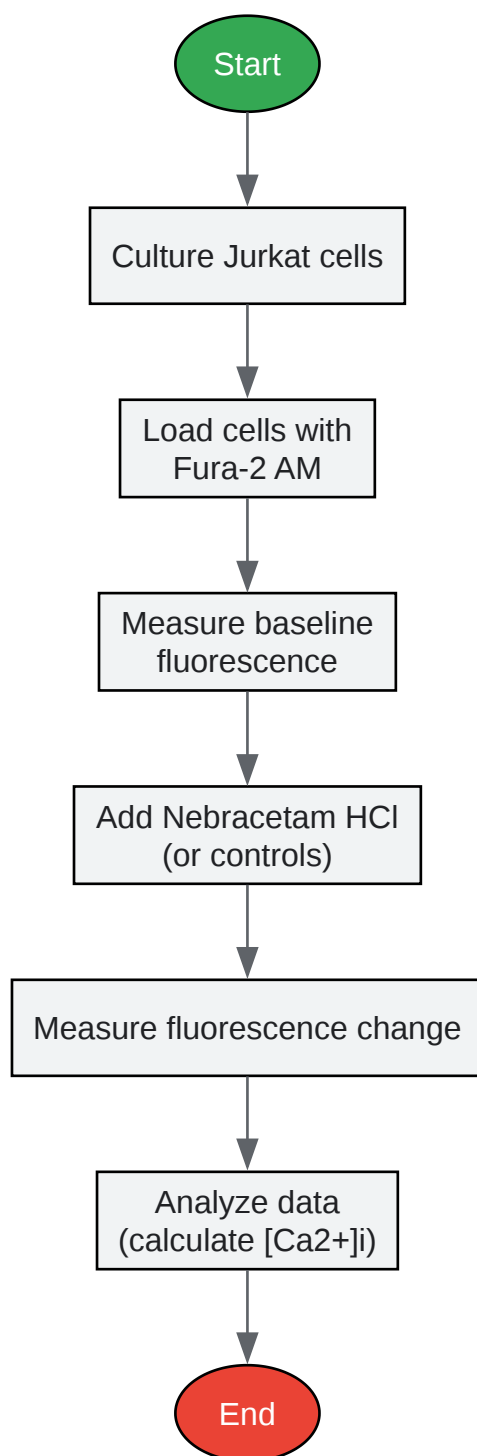 Start
Culture Jurkat cells
Load cells with
Fura-2 AM
Measure baseline
fluorescence
Add Nebracetam HCl
(or controls)
Measure fluorescence change
Analyze data
(calculate [Ca2+]i)
End